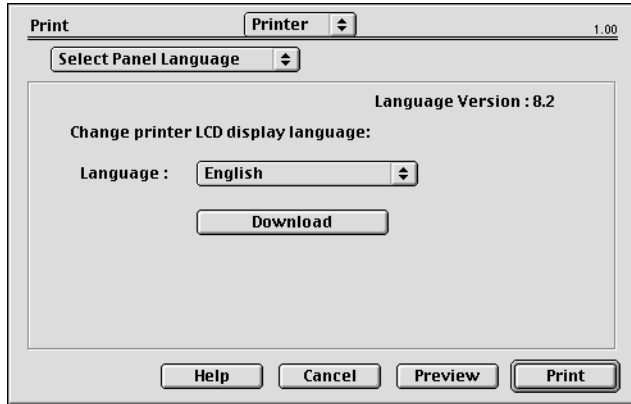 Print Printer 1.00
Select Panel Language
Language Version : 8.2
Change printer LCD display language:
Language : English
Download
Help Cancel Preview Print